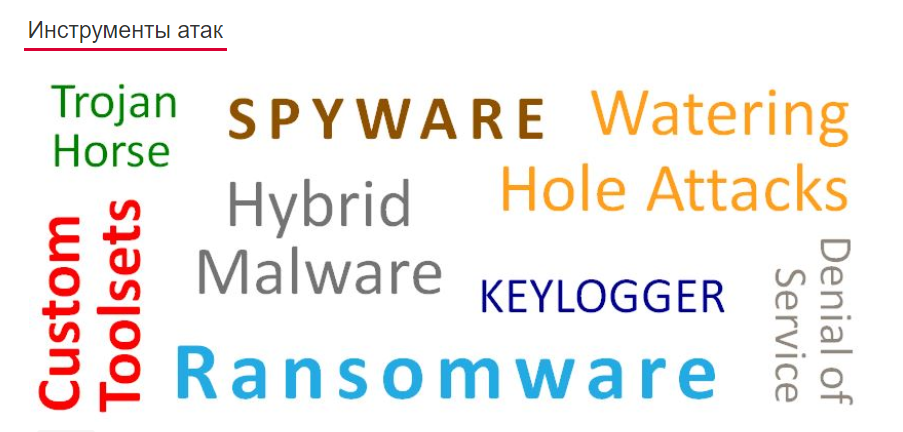 Инструменты атак
Trojan
Horse
SPYWARE
Watering
Hole Attacks
Hybrid
Malware
Custom
Toolsets
KEYLOGGER
Denial of
Service
Ransomware